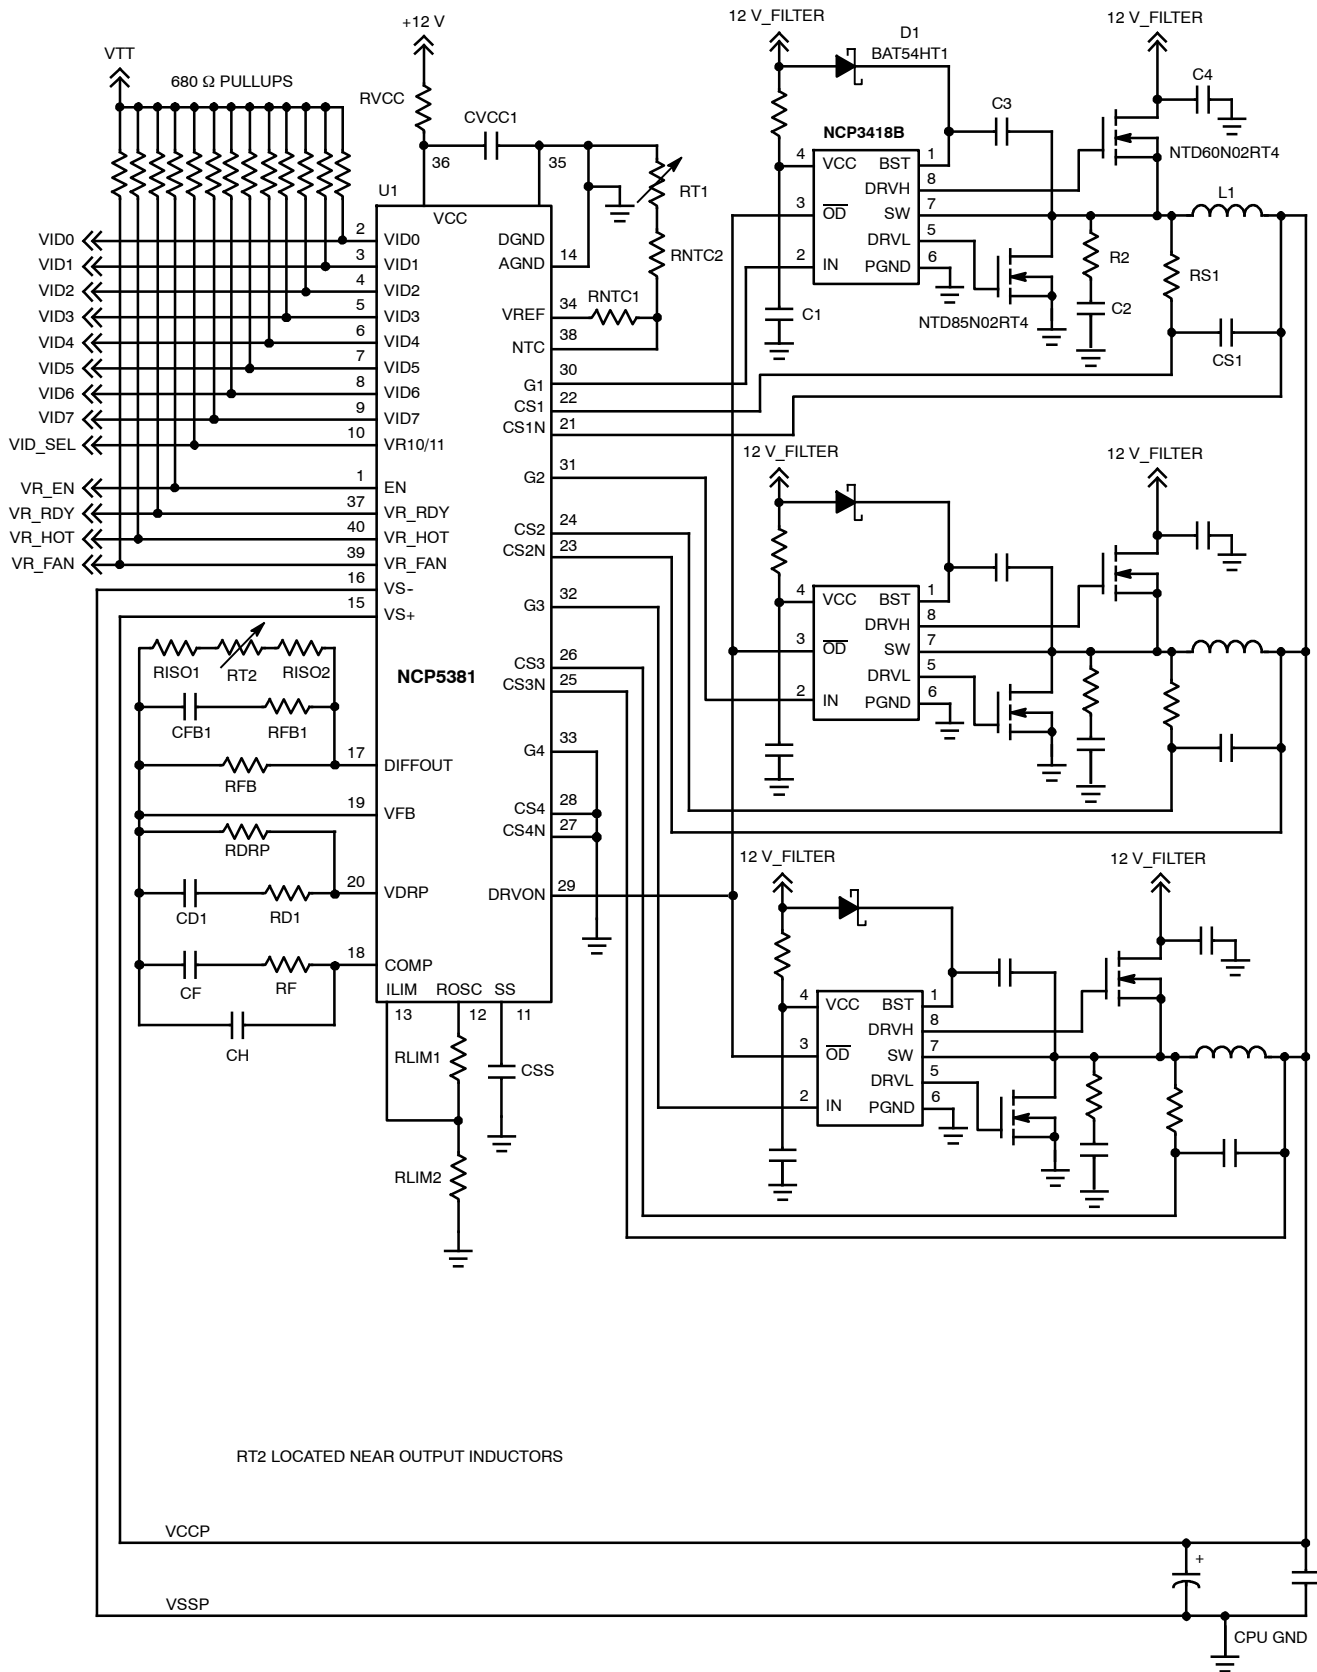 +12 V
12 V_FILTER
D1
BAT54HT1
12 V_FILTER
VTT
680 Ω PULLUPS
RVCC
CVCC1
C3
C4
NCP3418B
NTD60N02RT4
36
35
RT1
U1
VCC
4
VCC
BST
1
DRVH
8
3
OD
SW
7
L1
DRVL
5
2
IN
PGND
6
R2
RS1
C1
NTD85N02RT4
C2
CS1
VID0
2
VID0
DGND
VID1
3
VID1
AGND
14
RNTC2
VID2
4
VID2
RNTC1
VID3
5
VID3
VREF
34
VID4
6
VID4
NTC
38
VID5
7
VID5
G1
30
VID6
8
VID6
CS1
22
VID7
9
VID7
CS1N
21
VID_SEL
10
VR10/11
12 V_FILTER
12 V_FILTER
G2
31
VR_EN
1
EN
VR_RDY
37
VR_RDY
CS2
24
VR_HOT
40
VR_HOT
CS2N
23
VR_FAN
39
VR_FAN
16
VS-
15
VS+
G3
32
4
VCC
BST
1
DRVH
8
3
OD
SW
7
DRVL
5
2
IN
PGND
6
RISO1
RT2
RISO2
NCP5381
CS3
26
CS3N
25
CFB1
RFB1
17
DIFFOUT
RFB
G4
33
19
VFB
CS4
28
CS4N
27
RDRP
20
VDRP
CD1
RD1
DRVON
29
12 V_FILTER
12 V_FILTER
18
COMP
CF
RF
ILIM
ROSC
SS
13
12
11
CH
RLIM1
CSS
RLIM2
4
VCC
BST
1
DRVH
8
3
OD
SW
7
DRVL
5
2
IN
PGND
6
RT2 LOCATED NEAR OUTPUT INDUCTORS
VCCP
+
VSSP
CPU GND